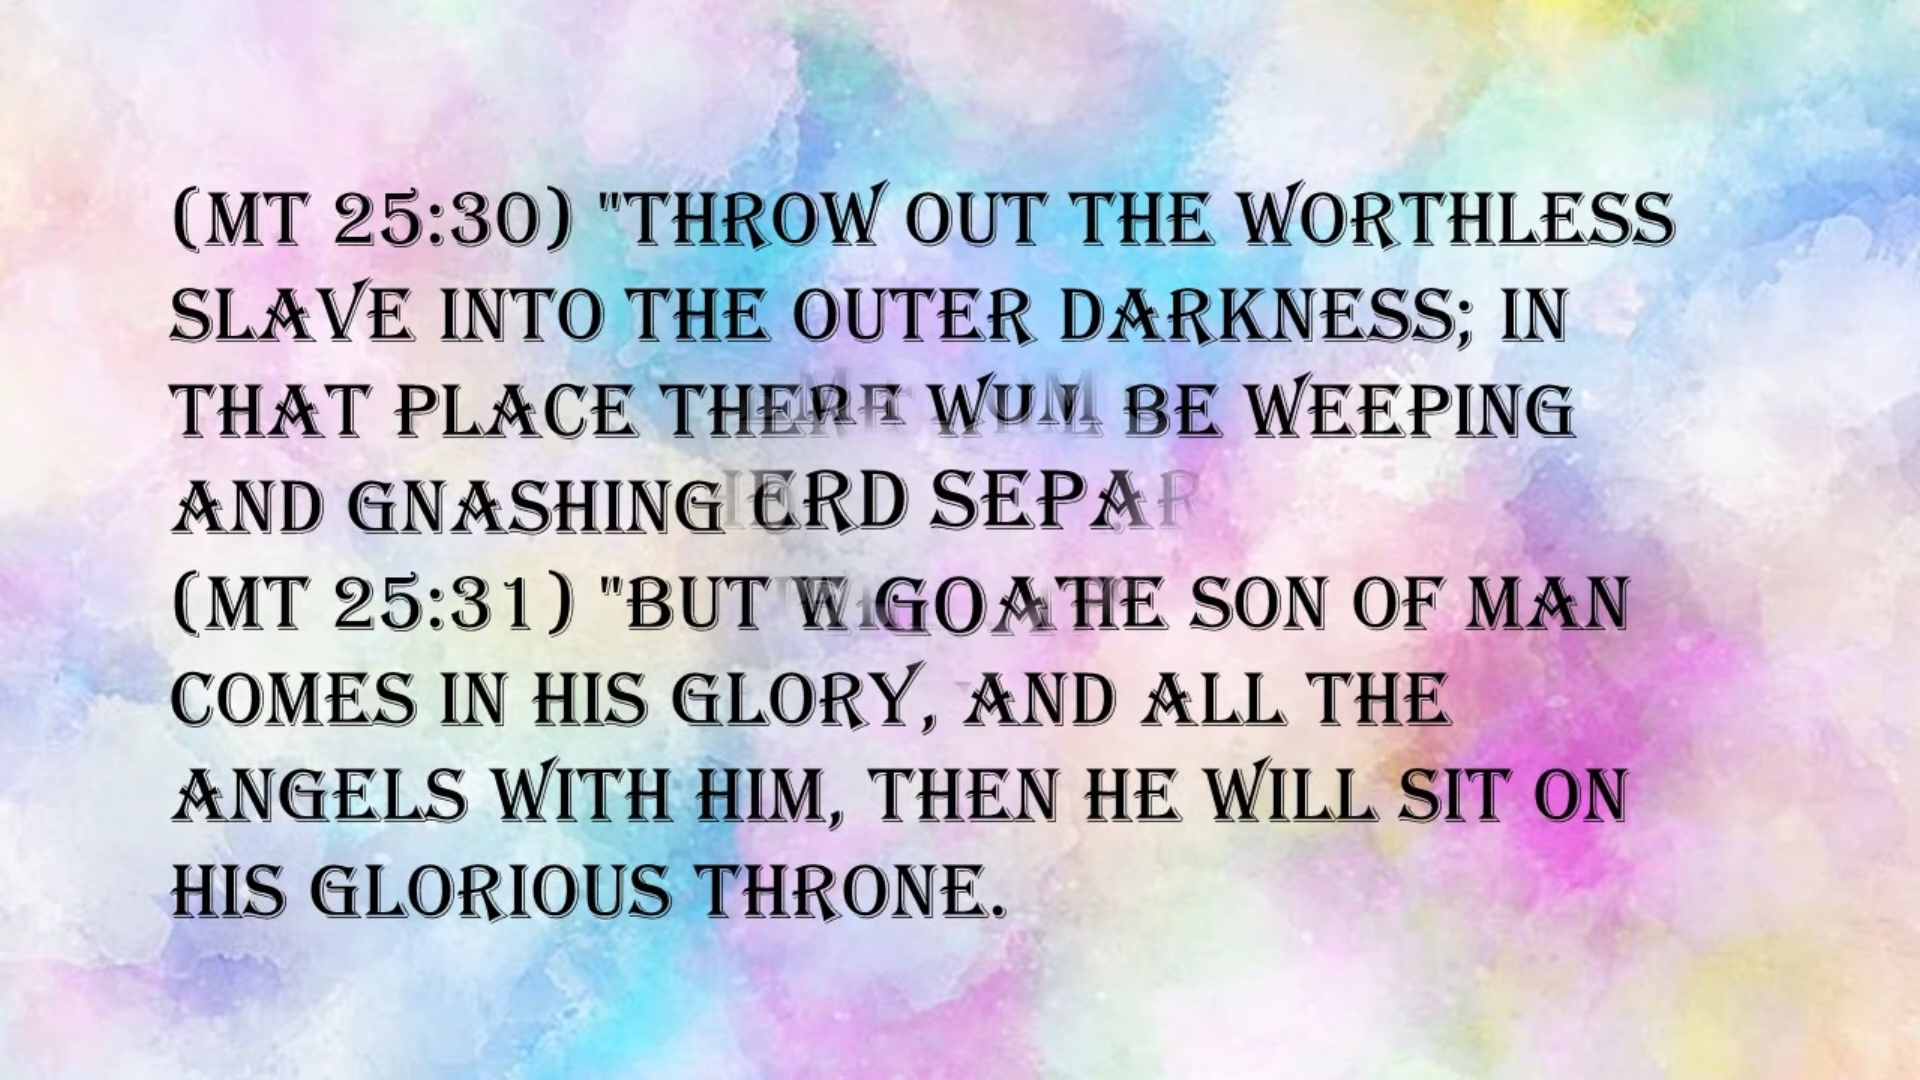 (MT 25:30) "THROW OUT THE WORTHLESS
SLAVE INTO THE OUTER DARKNESS; IN
THAT PLACE BE WEEPING
AND GNASHING
(MT 25:31) "BUT SON OF MAN
COMES IN HIS GLORY, AND ALL THE
ANGELS WITH HIM, THEN HE WILL SIT ON
HIS GLORIOUS THRONE.